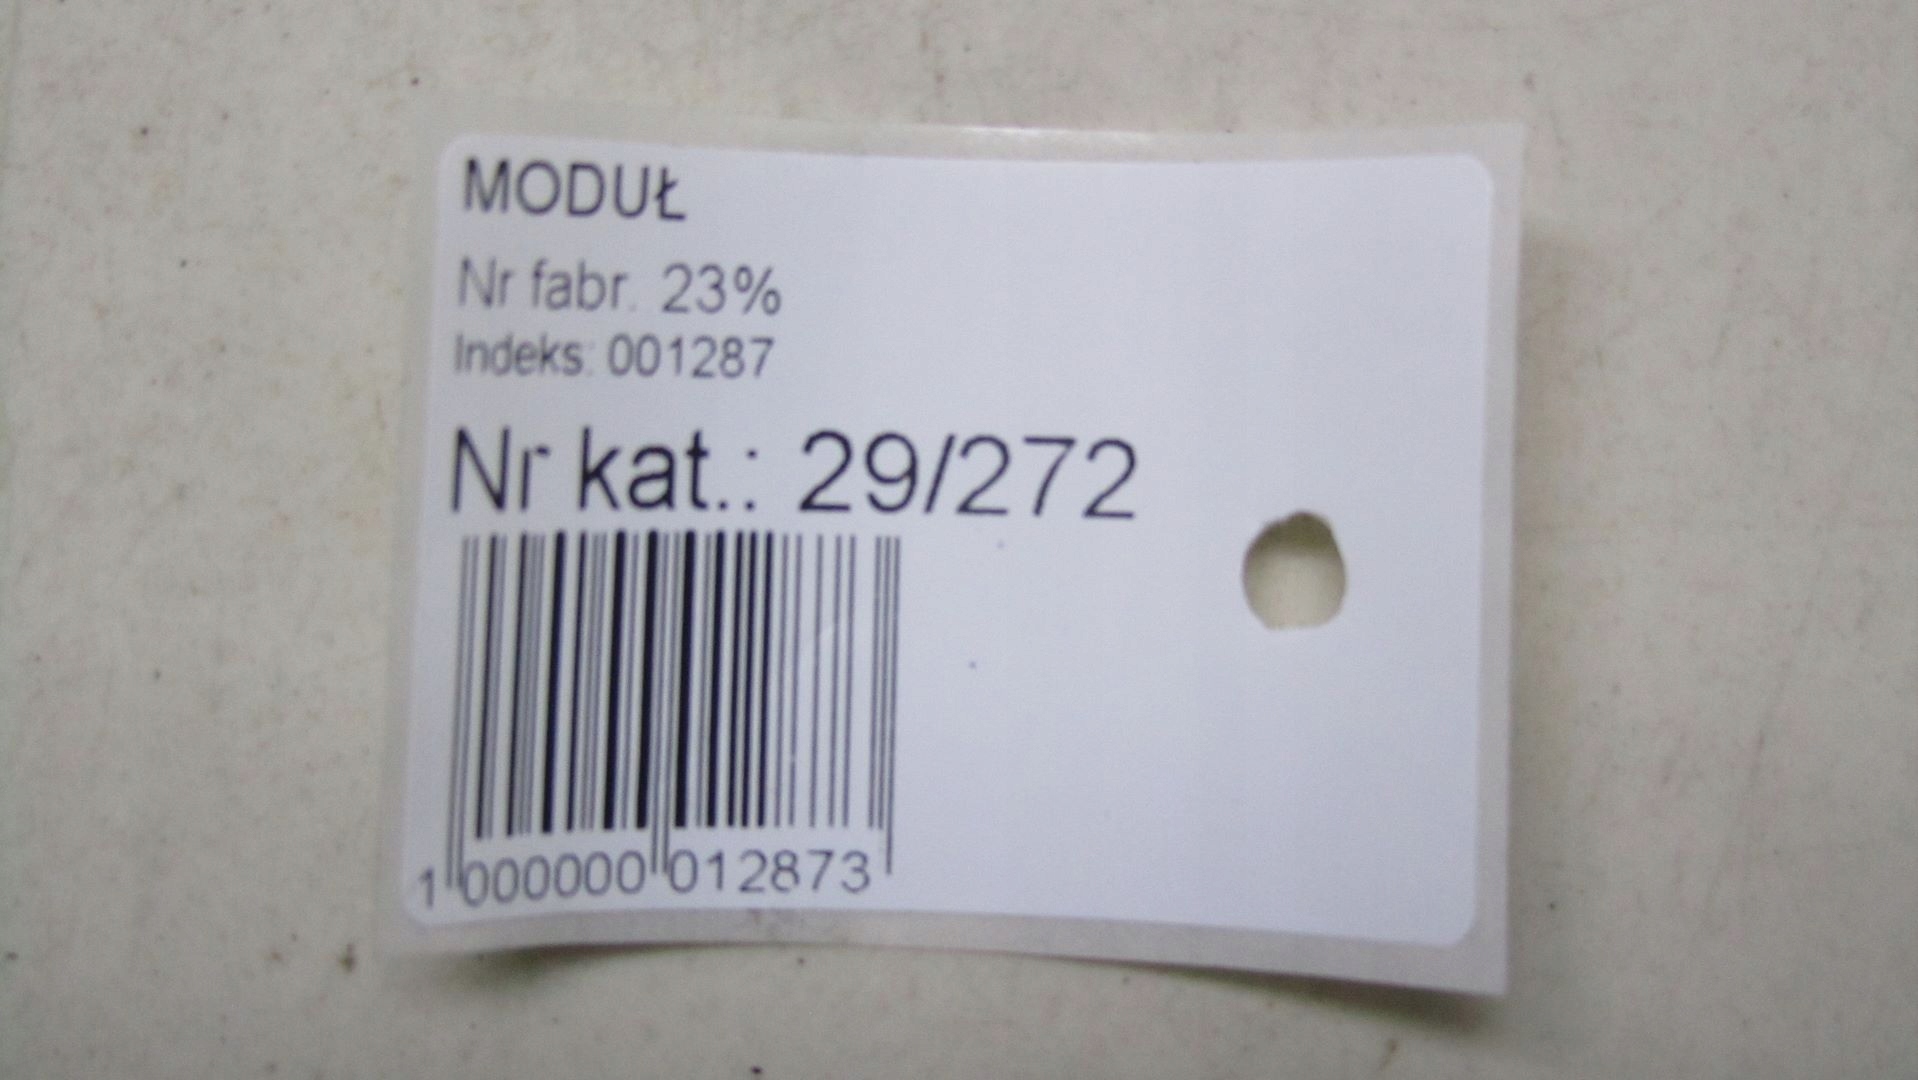 MODUŁ
Nr fabr. 23%
Indeks: 001287
Nr kat.: 29/272
1 000000 012873